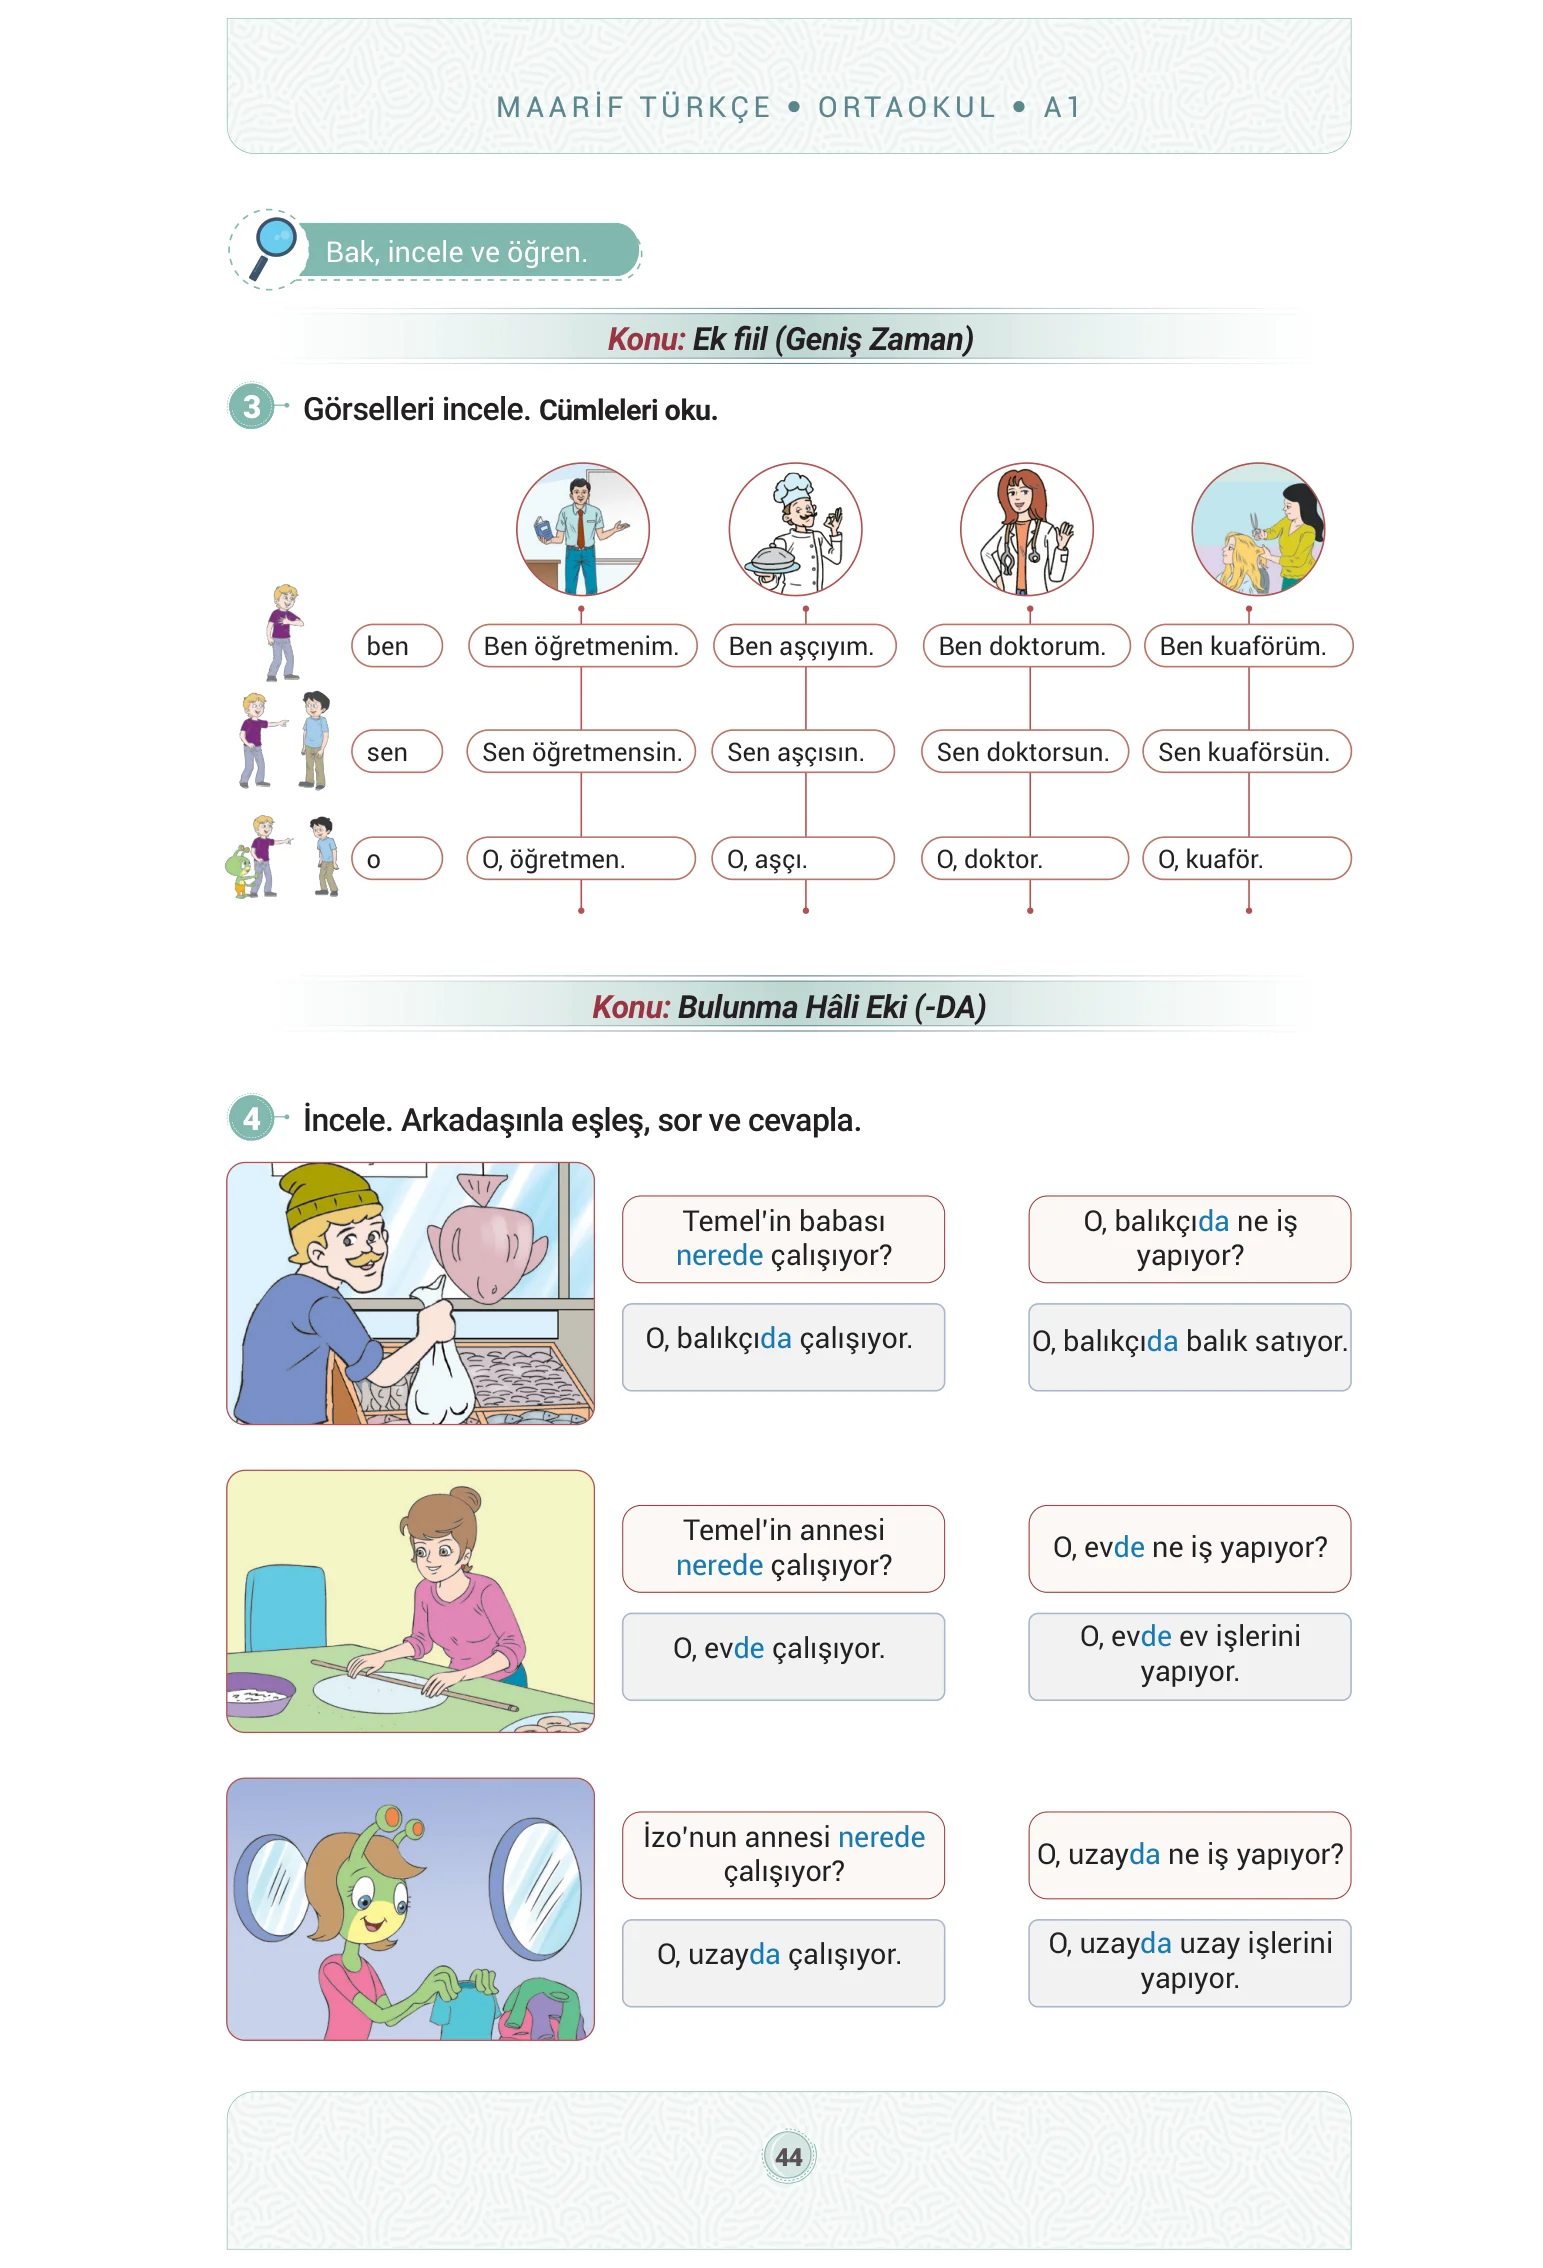 MAARİF TÜRKÇE • ORTAOKUL • A1
Bak, incele ve öğren.
Konu: Ek fiil (Geniş Zaman)
3 Görselleri incele. Cümleleri oku.
ben Ben öğretmenim. Ben aşçıyım. Ben doktorum. Ben kuaförüm.
sen Sen öğretmensin. Sen aşçısın. Sen doktorsun. Sen kuaförsün.
o O, öğretmen. O, aşçı. O, doktor. O, kuaför.
Konu: Bulunma Hâli Eki (-DA)
4 İncele. Arkadaşınla eşleş, sor ve cevapla.
Temel'in babası
nerede çalışıyor?
O, balıkçıda ne iş
yapıyor?
O, balıkçıda çalışıyor.
O, balıkçıda balık satıyor.
Temel'in annesi
nerede çalışıyor?
O, evde ne iş yapıyor?
O, evde çalışıyor.
O, evde ev işlerini
yapıyor.
İzo'nun annesi nerede
çalışıyor?
O, uzayda ne iş yapıyor?
O, uzayda çalışıyor.
O, uzayda uzay işlerini
yapıyor.
44